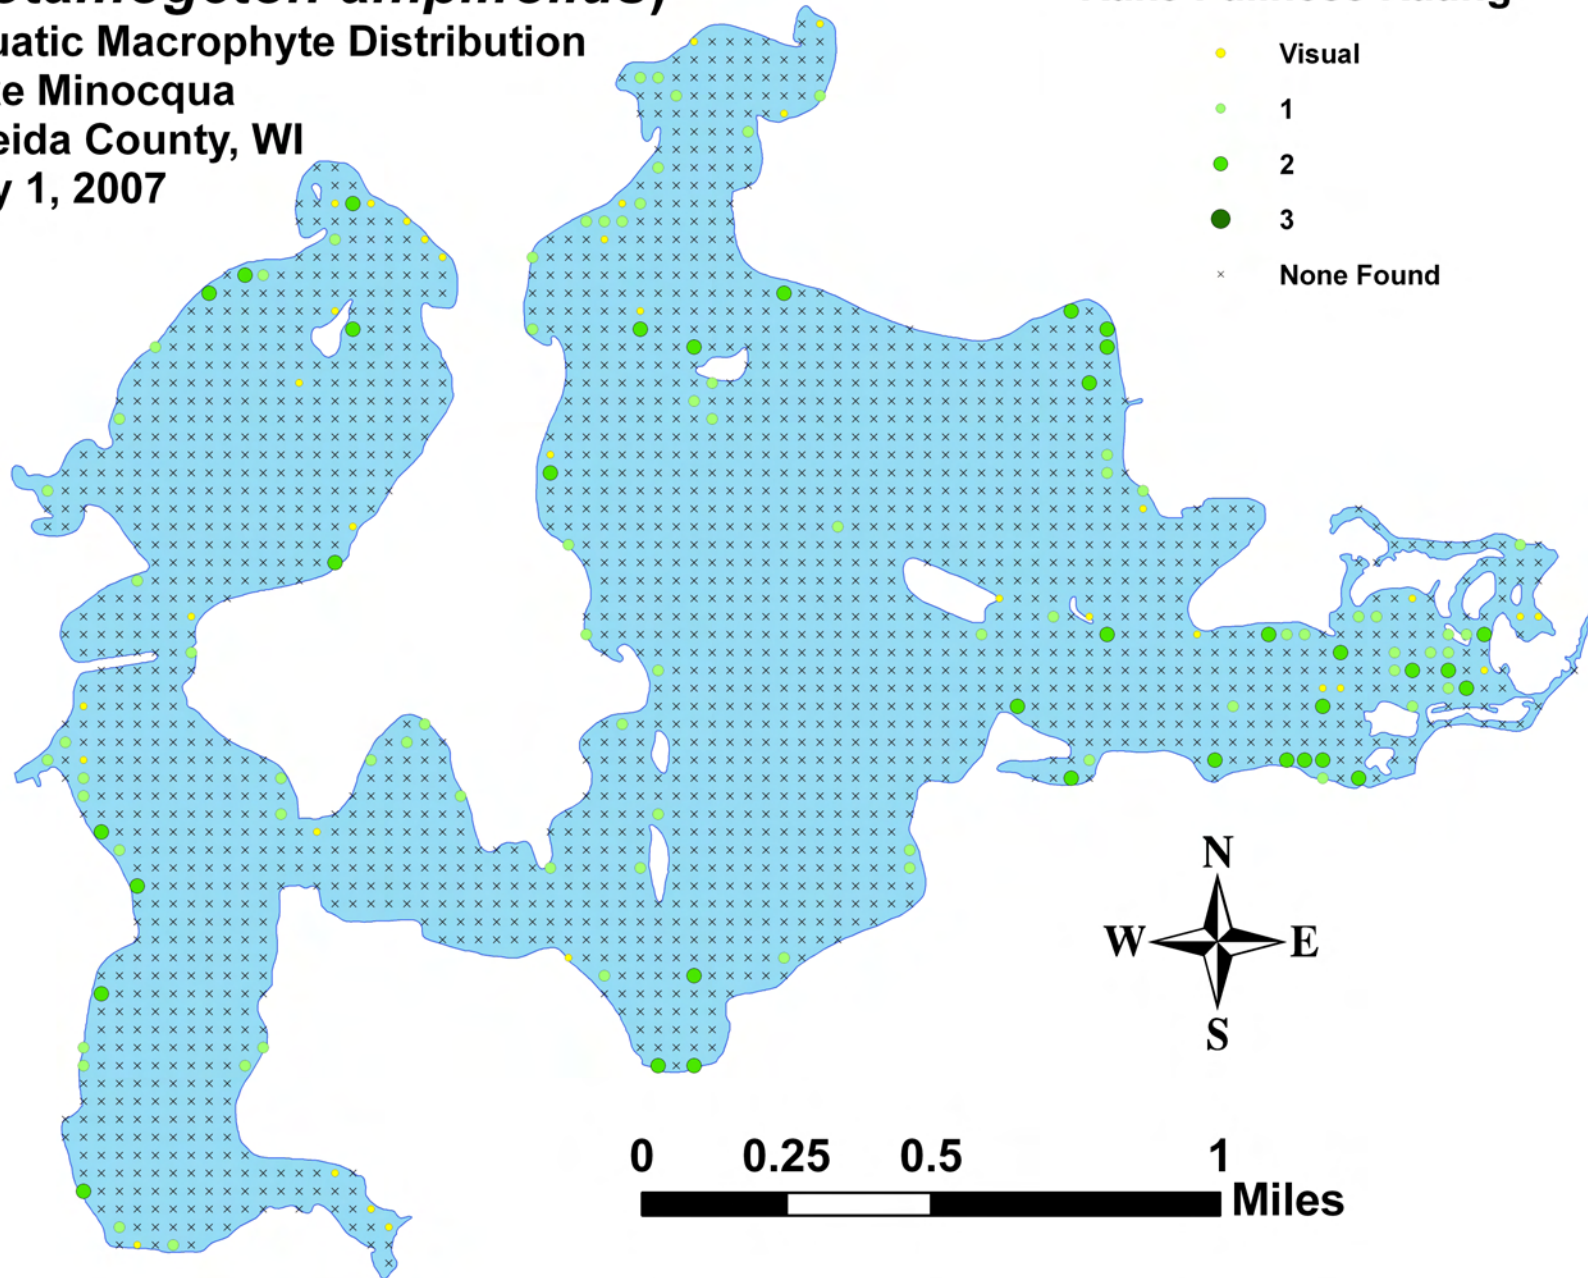 Visual
uatic Macrophyte Distribution
e Minocqua
eida County, WI
y 1, 2007
1
2
3
None Found
N
W
E
S
0 0.25 0.5 1
Miles